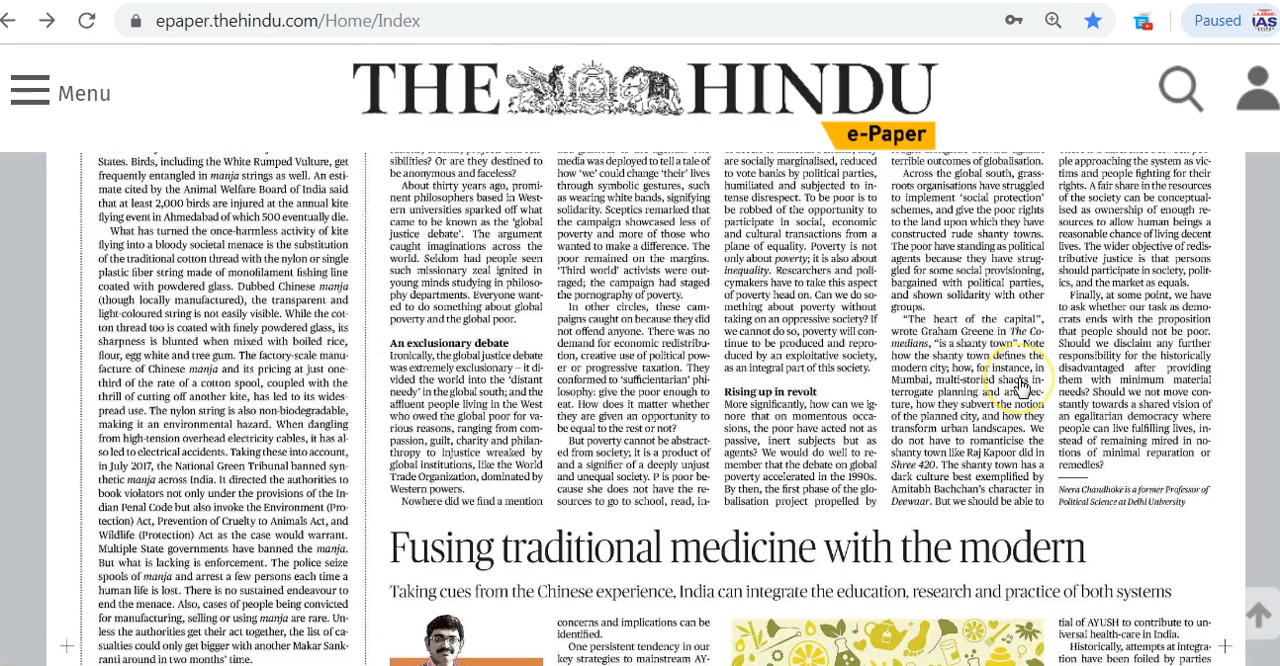 epaper.thehindu.com/Home/Index
Paused
IAS
Menu
THE HINDU
e-Paper
States. Birds, including the White Rumped Vulture, get
frequently entangled in manja strings as well. An esti-
mate cited by the Animal Welfare Board of India said
that at least 2,000 birds are injured at the annual kite
flying event in Ahmedabad of which 500 eventually die.
What has turned the once-harmless activity of kite
flying into a bloody societal menace is the substitution
of the traditional cotton thread with the nylon or single
plastic fiber string made of monofilament fishing line
coated with powdered glass. Dubbed Chinese manja
(though locally manufactured), the transparent and
light-coloured string is not easily visible. While the cot-
ton thread too is coated with finely powdered glass, its
sharpness is blunted when mixed with boiled rice,
flour, egg white and tree gum. The factory-scale manu-
facture of Chinese manja and its pricing at just one-
third of the rate of a cotton spool, coupled with the
thrill of cutting off another kite, has led to its wides-
pread use. The nylon string is also non-biodegradable,
making it an environmental hazard. When dangling
from high-tension overhead electricity cables, it has al-
so led to electrical accidents. Taking these into account,
in July 2017, the National Green Tribunal banned syn-
thetic manja across India. It directed the authorities to
book violators not only under the provisions of the In-
dian Penal Code but also invoke the Environment (Pro-
tection) Act, Prevention of Cruelty to Animals Act, and
Wildlife (Protection) Act as the case would warrant.
Multiple State governments have banned the manja.
But what is lacking is enforcement. The police seize
spools of manja and arrest a few persons each time a
human life is lost. There is no sustained endeavour to
end the menace. Also, cases of people being convicted
for manufacturing, selling or using manja are rare. Un-
less the authorities get their act together, the list of ca-
sualties could only get bigger with another Makar Sank-
ranti around in two months' time.
sibilities? Or are they destined to
be anonymous and faceless?
About thirty years ago, promi-
nent philosophers based in West-
ern universities sparked off what
came to be known as the 'global
justice debate'. The argument
caught imaginations across the
world. Seldom had people seen
such missionary zeal ignited in
young minds studying in philoso-
phy departments. Everyone want-
ed to do something about global
poverty and the global poor.
An exclusionary debate
Ironically, the global justice debate
was extremely exclusionary – it di-
vided the world into the 'distant
needy' in the global south; and the
affluent people living in the West
who owed the global poor for va-
rious reasons, ranging from com-
passion, guilt, charity and philan-
thropy to injustice wreaked by
global institutions, like the World
Trade Organization, dominated by
Western powers.
Nowhere did we find a mention
media was deployed to tell a tale of
how 'we' could change 'their' lives
through symbolic gestures, such
as wearing white bands, signifying
solidarity. Sceptics remarked that
the campaign showcased less of
poverty and more of those who
wanted to make a difference. The
poor remained on the margins.
'Third world' activists were out-
raged; the campaign had staged
the pornography of poverty.
In other circles, these cam-
paigns caught on because they did
not offend anyone. There was no
demand for economic redistribu-
tion, creative use of political pow-
er or progressive taxation. They
conformed to 'sufficientarian' phi-
losophy: give the poor enough to
eat. How does it matter whether
they are given an opportunity to
be equal to the rest or not?
But poverty cannot be abstract-
ed from society; it is a product of
and a signifier of a deeply unjust
and unequal society. P is poor be-
cause she does not have the re-
sources to go to school, read, in-
are socially marginalised, reduced
to vote banks by political parties,
humiliated and subjected to in-
tense disrespect. To be poor is to
be robbed of the opportunity to
participate in social, economic
and cultural transactions from a
plane of equality. Poverty is not
only about poverty; it is also about
inequality. Researchers and poli-
cymakers have to take this aspect
of poverty head on. Can we do so-
mething about poverty without
taking on an oppressive society? If
we cannot do so, poverty will con-
tinue to be produced and repro-
duced by an exploitative society,
as an integral part of this society.
Rising up in revolt
More significantly, how can we ig-
nore that on momentous occa-
sions, the poor have acted not as
passive, inert subjects but as
agents? We would do well to re-
member that the debate on global
poverty accelerated in the 1990s.
By then, the first phase of the glo-
balisation project propelled by
terrible outcomes of globalisation.
Across the global south, grass-
roots organisations have struggled
to implement 'social protection'
schemes, and give the poor rights
to the land upon which they have
constructed rude shanty towns.
The poor have standing as political
agents because they have strug-
gled for some social provisioning,
bargained with political parties,
and shown solidarity with other
groups.
"The heart of the capital",
wrote Graham Greene in The Co-
medians, "is a shanty town". Note
how the shanty town defines the
modern city; how, for instance, in
Mumbai, multi-storied shacks in-
terrogate planning and architec-
ture, how they subvert the notion
of the planned city, and how they
transform urban landscapes. We
do not have to romanticise the
shanty town like Raj Kapoor did in
Shree 420. The shanty town has a
dark culture best exemplified by
Amitabh Bachchan's character in
Deewaar. But we should be able to
ple approaching the system as vic-
tims and people fighting for their
rights. A fair share in the resources
of the society can be conceptual-
ised as ownership of enough re-
sources to allow human beings a
reasonable chance of living decent
lives. The wider objective of redis-
tributive justice is that persons
should participate in society, polit-
ics, and the market as equals.
Finally, at some point, we have
to ask whether our task as demo-
crats ends with the proposition
that people should not be poor.
Should we disclaim any further
responsibility for the historically
disadvantaged after providing
them with minimum material
needs? Should we not move con-
stantly towards a shared vision of
an egalitarian democracy where
people can live fulfilling lives, in-
stead of remaining mired in no-
tions of minimal reparation or
remedies?
Neera Chandhoke is a former Professor of
Political Science at Delhi University
Fusing traditional medicine with the modern
Taking cues from the Chinese experience, India can integrate the education, research and practice of both systems
concerns and implications can be
identified.
One persistent tendency in our
key strategies to mainstream AY-
tial of AYUSH to contribute to un-
iversal health-care in India.
Historically, attempts at integra-
tion have been foiled by parties